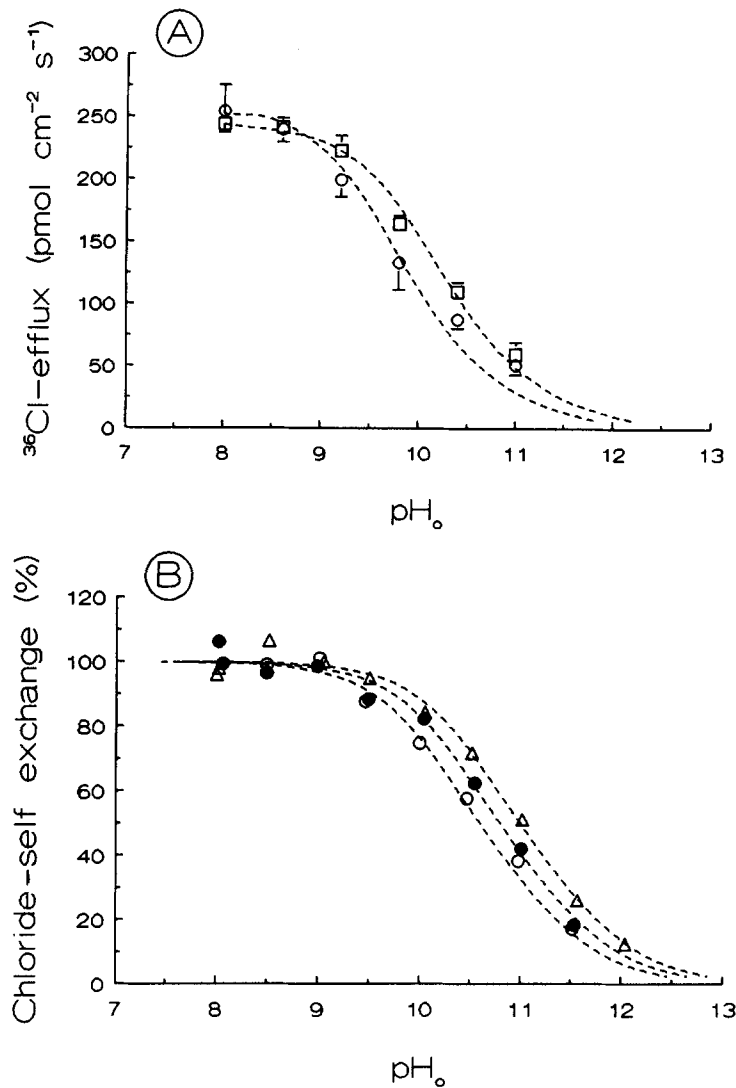 A
³⁶Cl-efflux (pmol cm⁻² s⁻¹)
300
250
200
150
100
50
0
7 8 9 10 11 12 13
pHₒ
B
Chloride-self exchange (%)
120
100
80
60
40
20
0
7 8 9 10 11 12 13
pHₒ